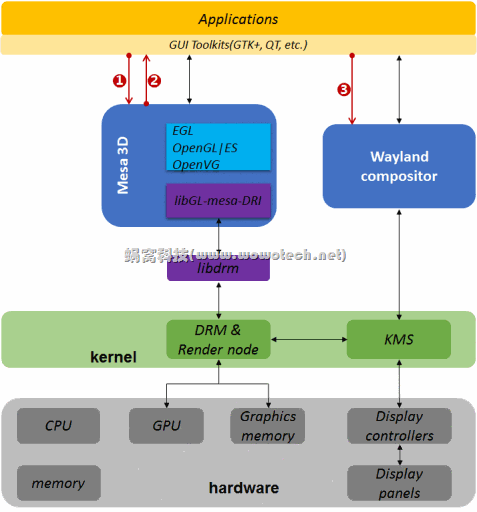 Applications
GUI Toolkits(GTK+, QT, etc.)
1
2
3
Mesa 3D
EGL
OpenGL|ES
OpenVG
libGL-mesa-DRI
Wayland
compositor
蜗窝科技(www.wowotech.net)
libdrm
DRM &
Render node
KMS
kernel
CPU
GPU
Graphics
memory
Display
controllers
memory
Display
panels
hardware